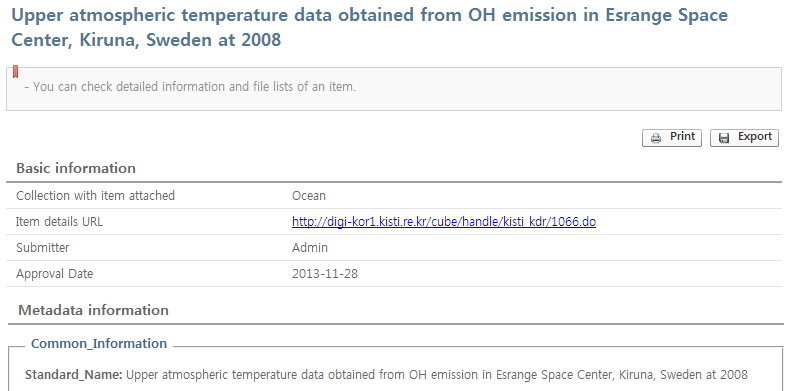 Upper atmospheric temperature data obtained from OH emission in Esrange Space
Center, Kiruna, Sweden at 2008
- You can check detailed information and file lists of an item.
Print Export
Basic information
Collection with item attached Ocean
Item details URL http://digi-kor1.kisti.re.kr/cube/handle/kisti_kdr/1066.do
Submitter Admin
Approval Date 2013-11-28
Metadata information
Common_Information
Standard_Name: Upper atmospheric temperature data obtained from OH emission in Esrange Space Center, Kiruna, Sweden at 2008